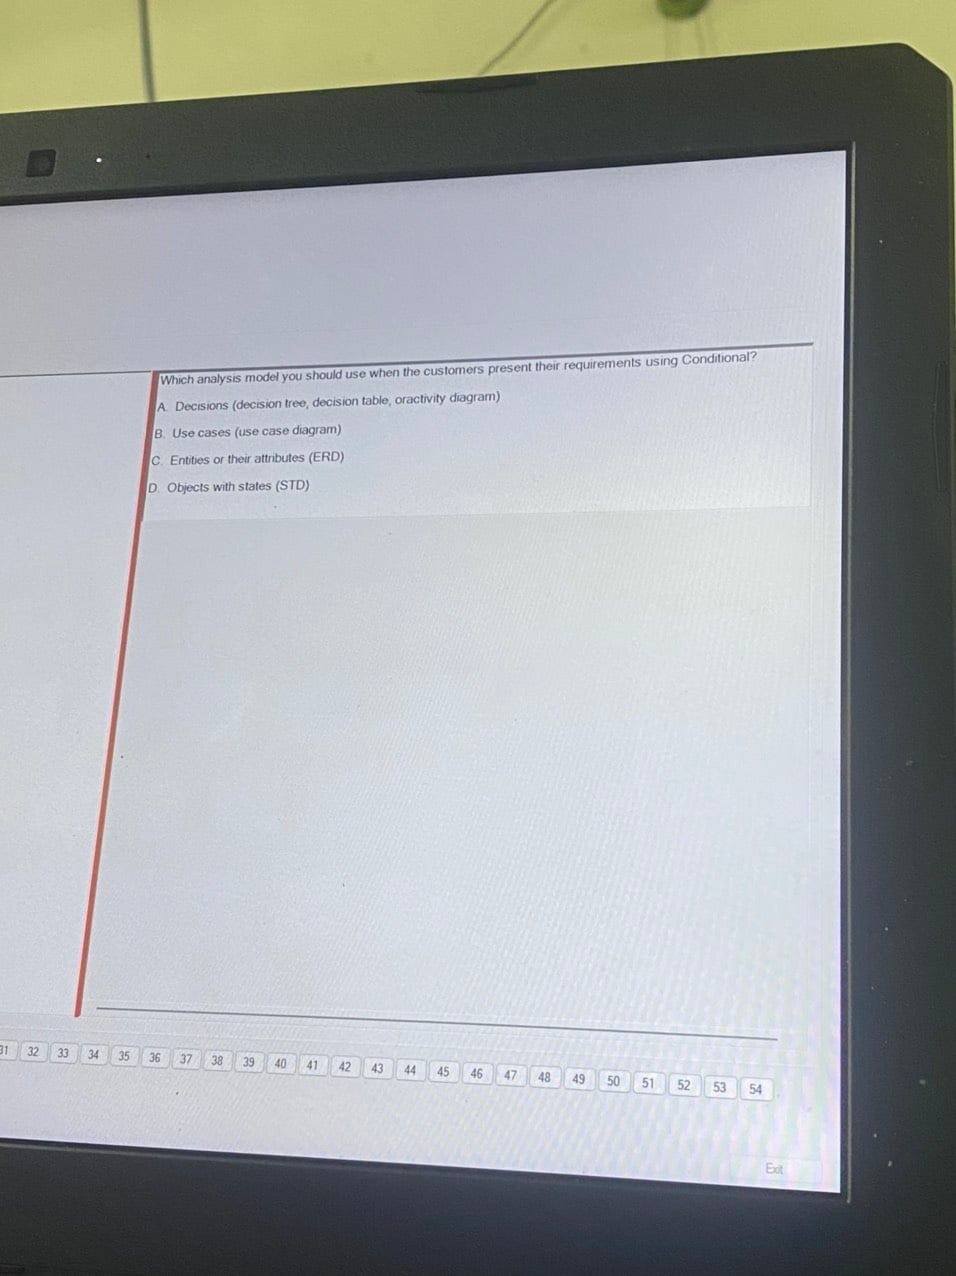 Which analysis model you should use when the customers present their requirements using Conditional?
A. Decisions (decision tree, decision table, oractivity diagram)
B. Use cases (use case diagram)
C. Entities or their attributes (ERD)
D. Objects with states (STD)
31 32 33 34 35 36 37 38 39 40 41 42 43 44 45 46 47 48 49 50 51 52 53 54
Exit